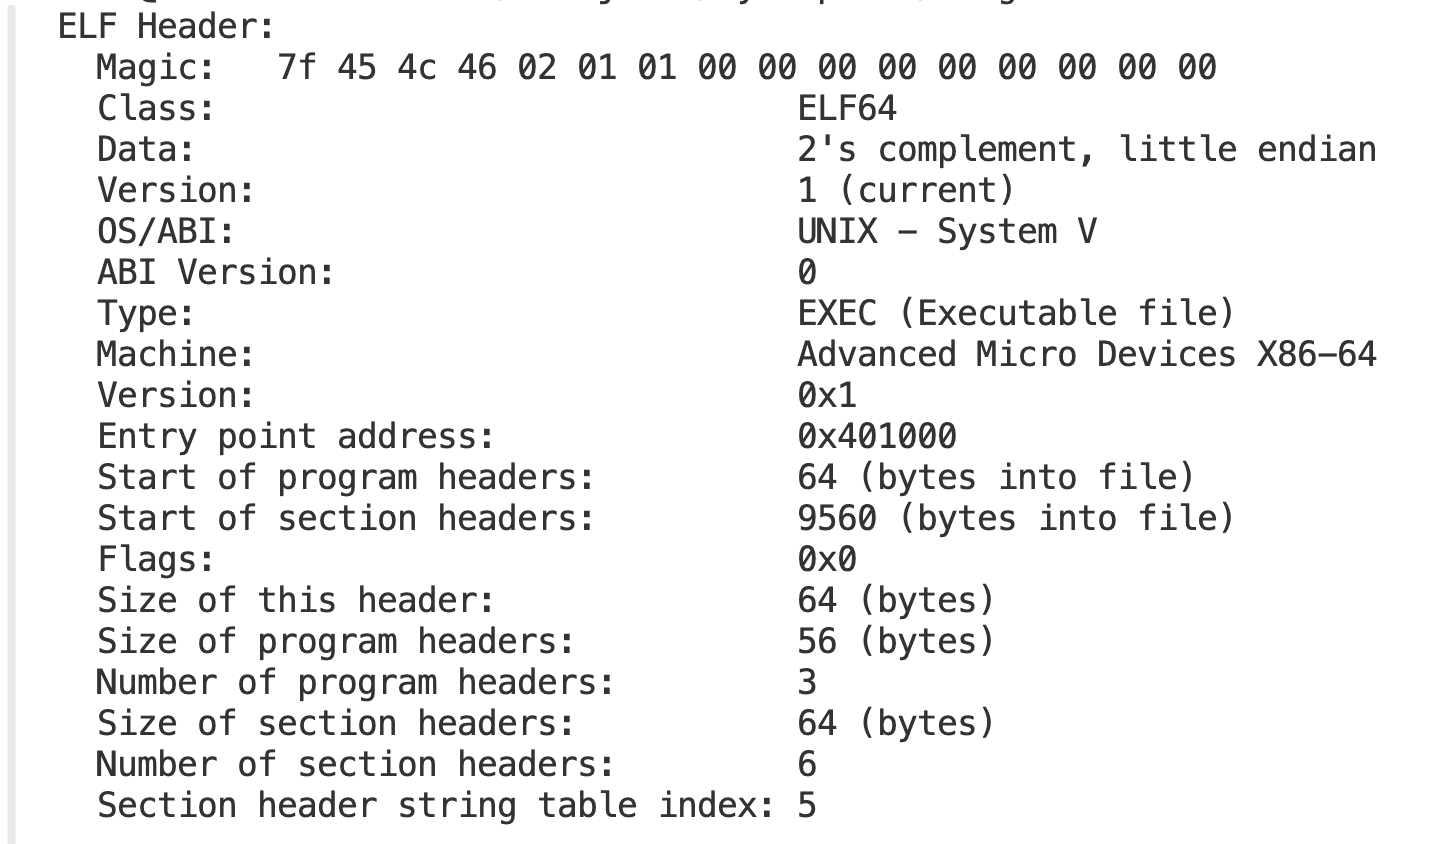 ELF Header:
Magic: 7f 45 4c 46 02 01 01 00 00 00 00 00 00 00 00 00
Class: ELF64
Data: 2's complement, little endian
Version: 1 (current)
OS/ABI: UNIX – System V
ABI Version: 0
Type: EXEC (Executable file)
Machine: Advanced Micro Devices X86–64
Version: 0x1
Entry point address: 0x401000
Start of program headers: 64 (bytes into file)
Start of section headers: 9560 (bytes into file)
Flags: 0x0
Size of this header: 64 (bytes)
Size of program headers: 56 (bytes)
Number of program headers: 3
Size of section headers: 64 (bytes)
Number of section headers: 6
Section header string table index: 5